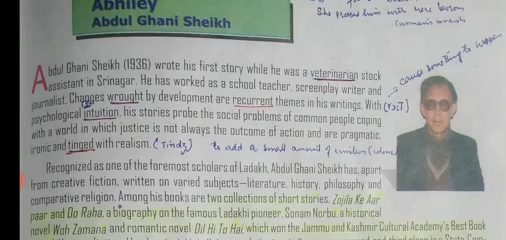 Abhiley
Abdul Ghani Sheikh
She pressed him with here bosom
(women's
cause something to happen
Abdul Ghani Sheikh (1936) wrote his first story while he was a veterinarian stock
assistant in Srinagar. He has worked as a school teacher, screenplay writer and
journalist. Changes wrought by development are recurrent themes in his writings. With
psychological intuition, his stories probe the social problems of common people coping
with a world in which justice is not always the outcome of action and are pragmatic,
ironic and tinged with realism. to add a small amount of
Recognized as one of the foremost scholars of Ladakh, Abdul Ghani Sheikh has, apart
from creative fiction, written on varied subjects—literature, history, philosophy and
comparative religion. Among his books are two collections of short stories. Zojila Ke Aar
paar and Do Raha, a biography on the famous Ladakhi pioneer. Sonam Norbu, a historical
novel Woh Zamana and romantic novel Dil Hi To Hai, which won the Jammu and Kashmir Cultural Academy's Best Book